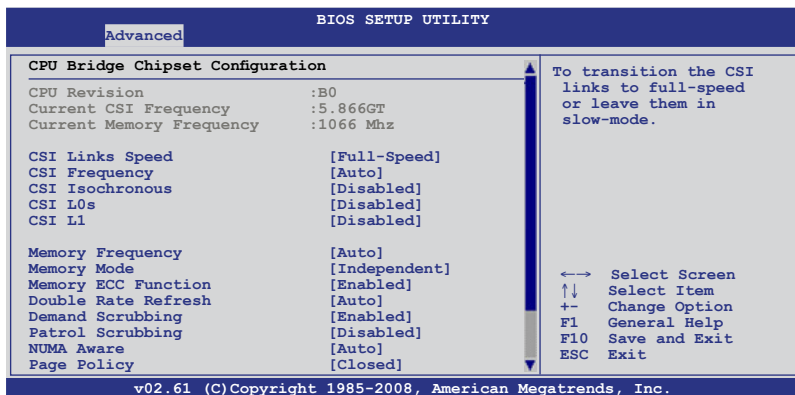 BIOS SETUP UTILITY
Advanced
CPU Bridge Chipset Configuration
CPU Revision :B0
Current CSI Frequency :5.866GT
Current Memory Frequency :1066 Mhz
CSI Links Speed [Full-Speed]
CSI Frequency [Auto]
CSI Isochronous [Disabled]
CSI L0s [Disabled]
CSI L1 [Disabled]
Memory Frequency [Auto]
Memory Mode [Independent]
Memory ECC Function [Enabled]
Double Rate Refresh [Auto]
Demand Scrubbing [Enabled]
Patrol Scrubbing [Disabled]
NUMA Aware [Auto]
Page Policy [Closed]
To transition the CSI
links to full-speed
or leave them in
slow-mode.
←→ Select Screen
↑↓ Select Item
+- Change Option
F1 General Help
F10 Save and Exit
ESC Exit
v02.61 (C)Copyright 1985-2008, American Megatrends, Inc.